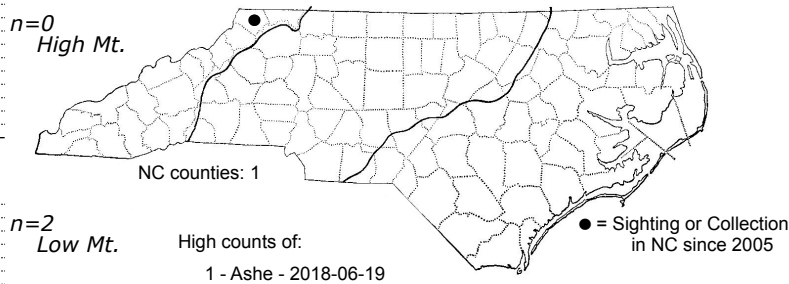 n=0
High Mt.
NC counties: 1
n=2
Low Mt.
High counts of:
1 - Ashe - 2018-06-19
● = Sighting or Collection
in NC since 2005